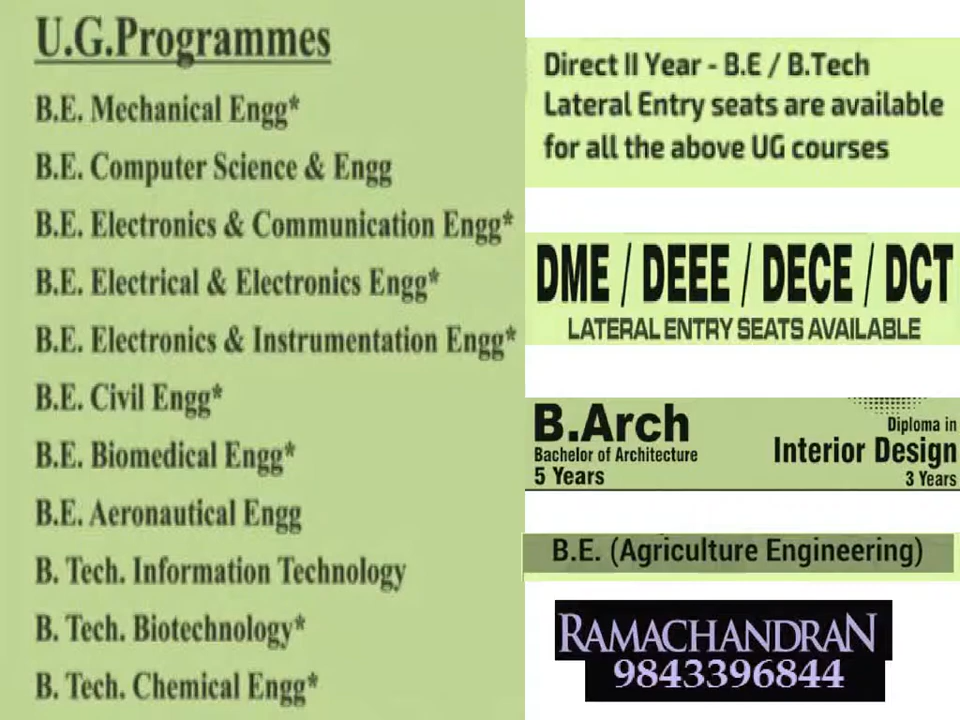 U.G.Programmes
B.E. Mechanical Engg*
B.E. Computer Science & Engg
B.E. Electronics & Communication Engg*
B.E. Electrical & Electronics Engg*
B.E. Electronics & Instrumentation Engg*
B.E. Civil Engg*
B.E. Biomedical Engg*
B.E. Aeronautical Engg
B. Tech. Information Technology
B. Tech. Biotechnology*
B. Tech. Chemical Engg*
Direct II Year - B.E / B.Tech
Lateral Entry seats are available
for all the above UG courses
DME / DEEE / DECE / DCT
LATERAL ENTRY SEATS AVAILABLE
B.Arch
Bachelor of Architecture
5 Years
Diploma in
Interior Design
3 Years
B.E. (Agriculture Engineering)
RAMACHANDRAN
9843396844